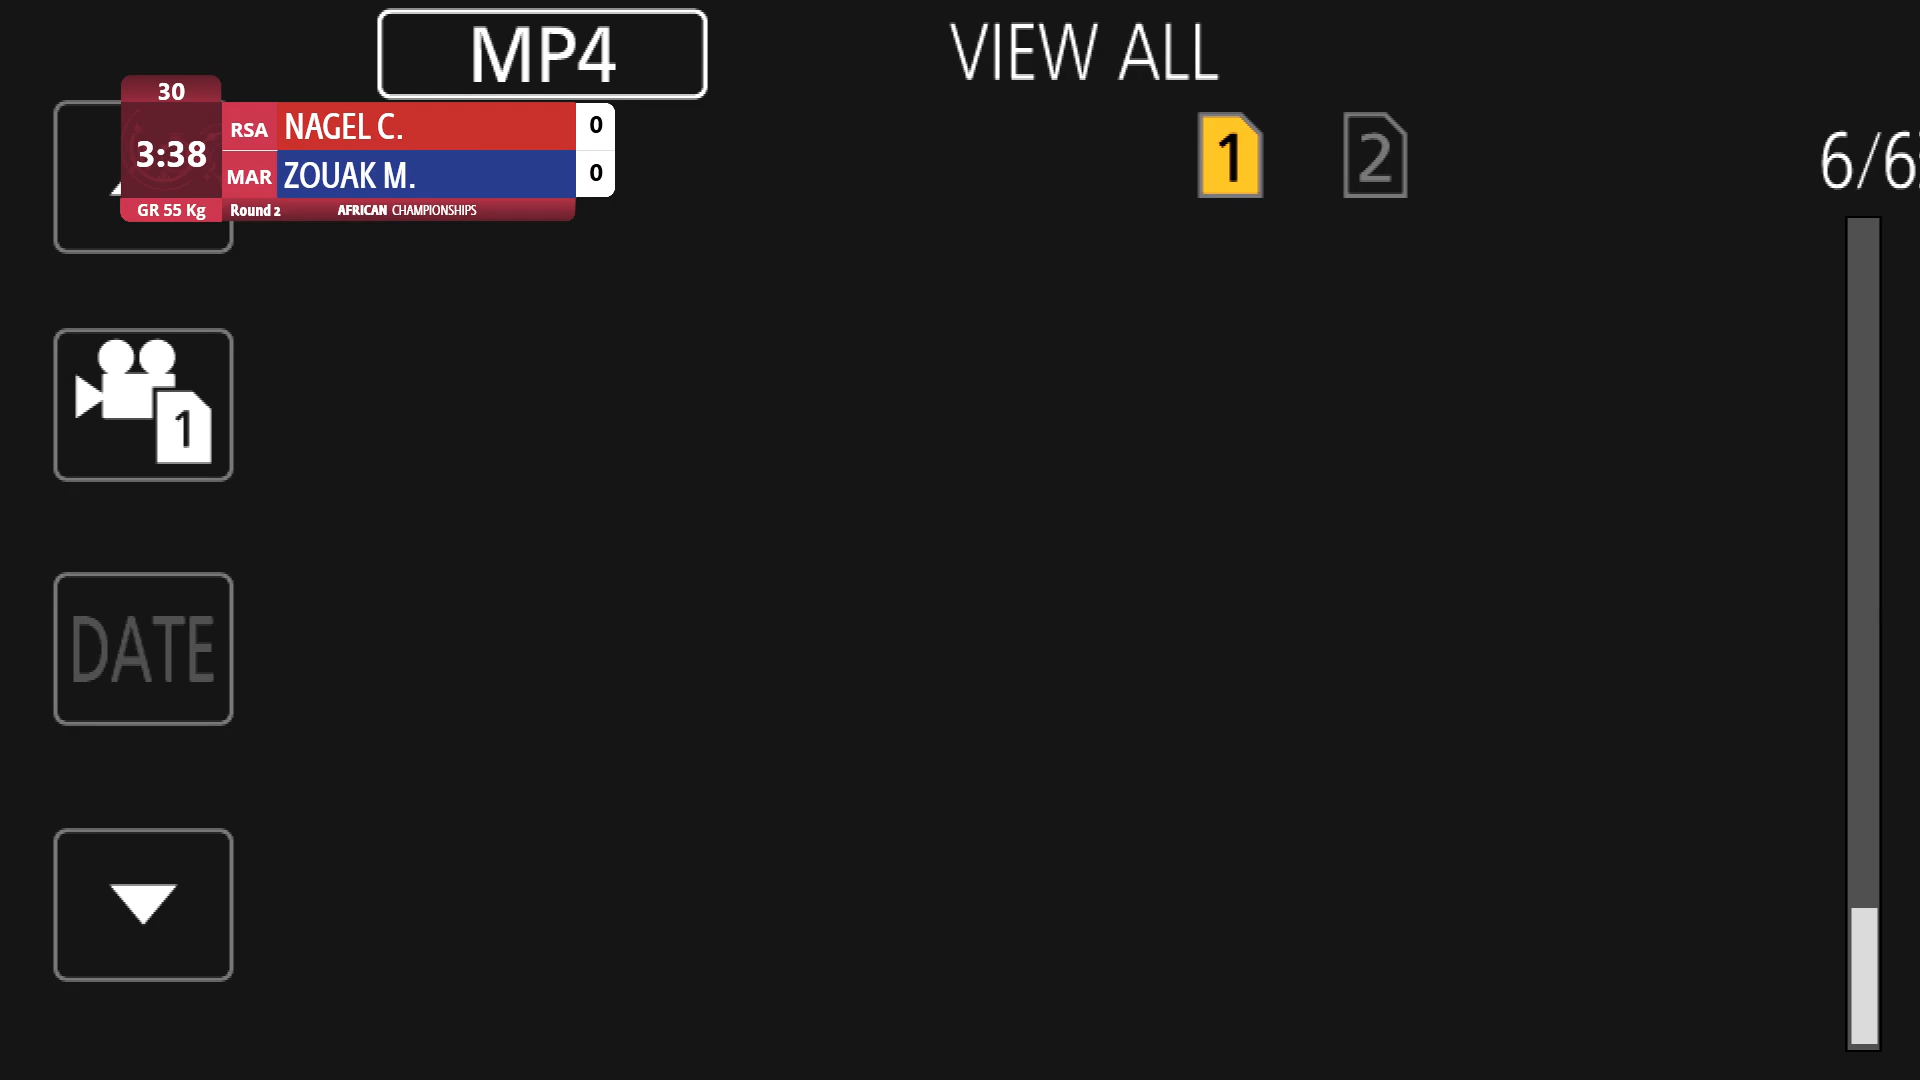 MP4
VIEW ALL
30
3:38
RSA NAGEL C. 0
MAR ZOUAK M. 0
GR 55 Kg Round 2 AFRICAN CHAMPIONSHIPS
1
2
6/6
1
DATE